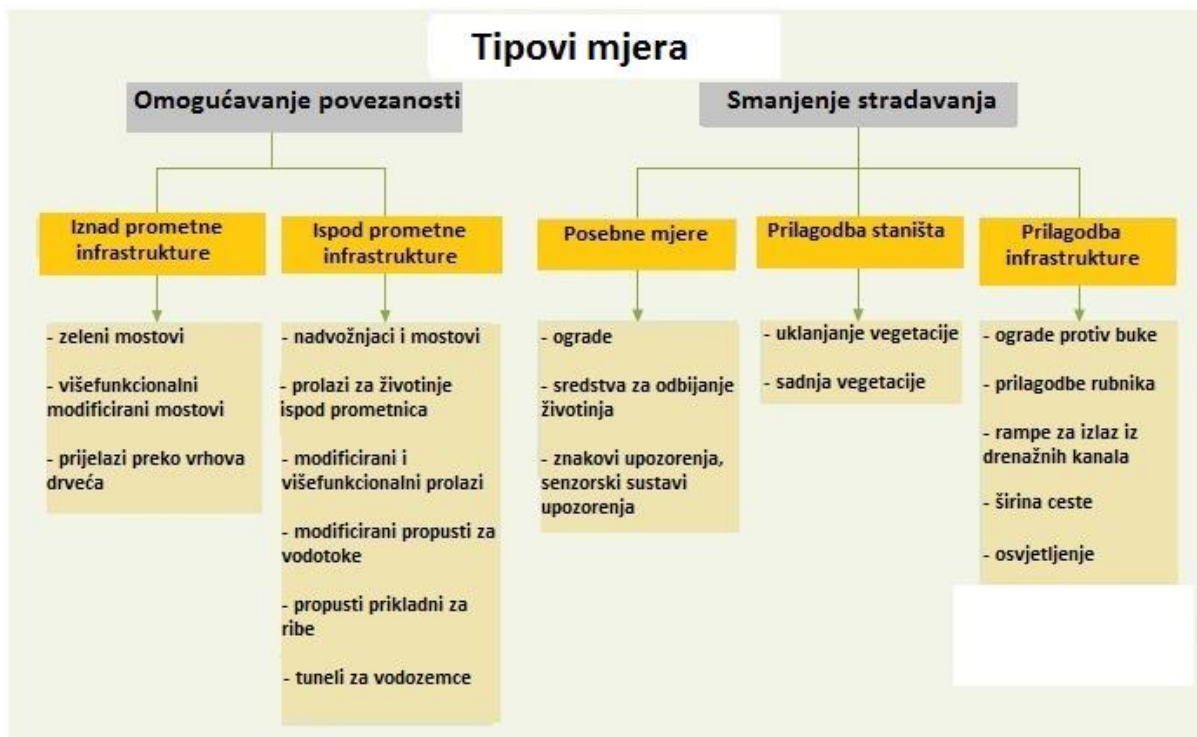 Tipovi mjera
Omogućavanje povezanosti
Iznad prometne
infrastrukture
- zeleni mostovi
- višefunkcionalni
modificirani mostovi
- prijelazi preko vrhova
drveća
Ispod prometne
infrastrukture
- nadvožnjaci i mostovi
- prolazi za životinje
ispod prometnica
- modificirani i
višefunkcionalni prolazi
- modificirani propusti za
vodotoke
- propusti prikladni za
ribe
- tuneli za vodozemce
Smanjenje stradavanja
Posebne mjere
- ograde
- sredstva za odbijanje
životinja
- znakovi upozorenja,
senzorski sustavi
upozorenja
Prilagodba staništa
- uklanjanje vegetacije
- sadnja vegetacije
Prilagodba
infrastrukture
- ograde protiv buke
- prilagodbe rubnika
- rampe za izlaz iz
drenažnih kanala
- širina ceste
- osvjetljenje